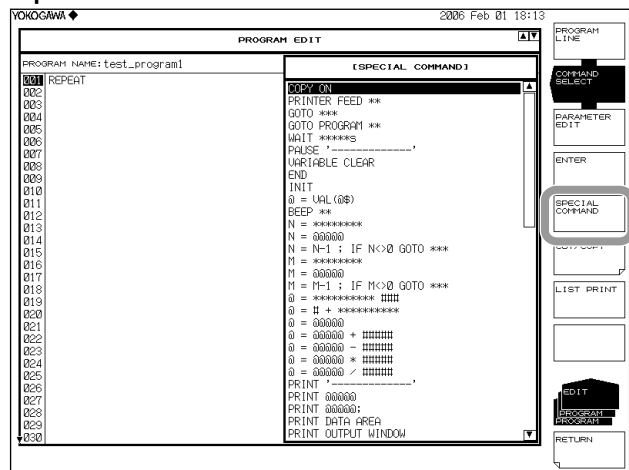 YOKOGAWA ◆
2006 Feb 01 18:13
PROGRAM EDIT
PROGRAM NAME: test_program1
[SPECIAL COMMAND]
001 REPEAT
002
003
004
005
006
007
008
009
010
011
012
013
014
015
016
017
018
019
020
021
022
023
024
025
026
027
028
029
030
COPY ON
PRINTER FEED **
GOTO ***
GOTO PROGRAM **
WAIT *****s
PAUSE '-------------'
VARIABLE CLEAR
END
INIT
@ = VAL(@$)
BEEP **
N = ********
N = @@@@@
N = N-1 ; IF N<>0 GOTO ***
M = ********
M = @@@@@
M = M-1 ; IF M<>0 GOTO ***
@ = ********** ###
@ = # + **********
@ = @@@@@
@ = @@@@@ + #####
@ = @@@@@ - #####
@ = @@@@@ * #####
@ = @@@@@ / #####
PRINT '-------------'
PRINT @@@@@
PRINT @@@@@;
PRINT DATA AREA
PRINT OUTPUT WINDOW
PROGRAM
LINE
COMMAND
SELECT
PARAMETER
EDIT
ENTER
SPECIAL
COMMAND
LIST PRINT
EDIT
PROGRAM
PROGRAM
RETURN